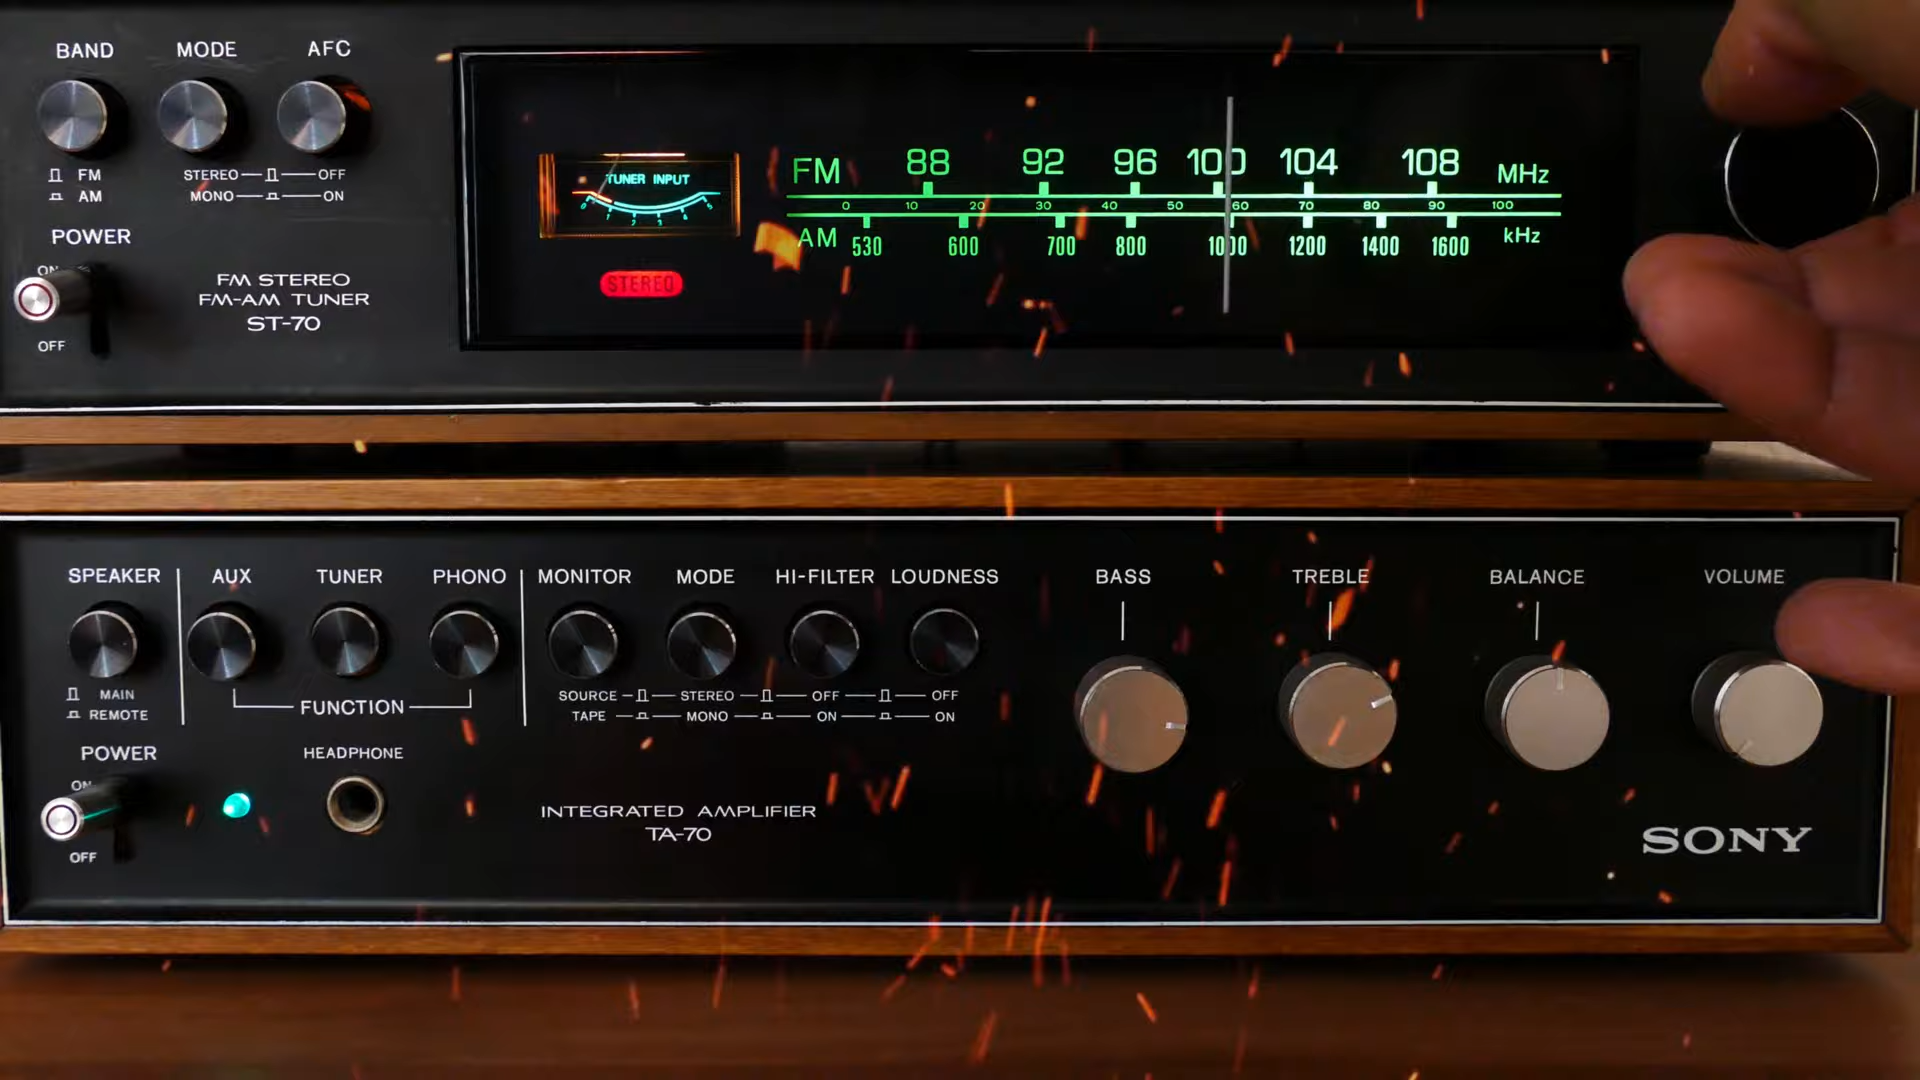 BAND MODE AFC
FM
AM
STEREO OFF
MONO ON
POWER
ON
OFF
FM STEREO
FM-AM TUNER
ST-70
TUNER INPUT
STEREO
FM 88 92 96 100 104 108 MHz
0 10 20 30 40 50 60 70 80 90 100
AM 530 600 700 800 1000 1200 1400 1600 kHz
SPEAKER AUX TUNER PHONO MONITOR MODE HI-FILTER LOUDNESS BASS TREBLE BALANCE VOLUME
MAIN
REMOTE
FUNCTION
SOURCE STEREO OFF OFF
TAPE MONO ON ON
POWER
ON
OFF
HEADPHONE
INTEGRATED AMPLIFIER
TA-70
SONY